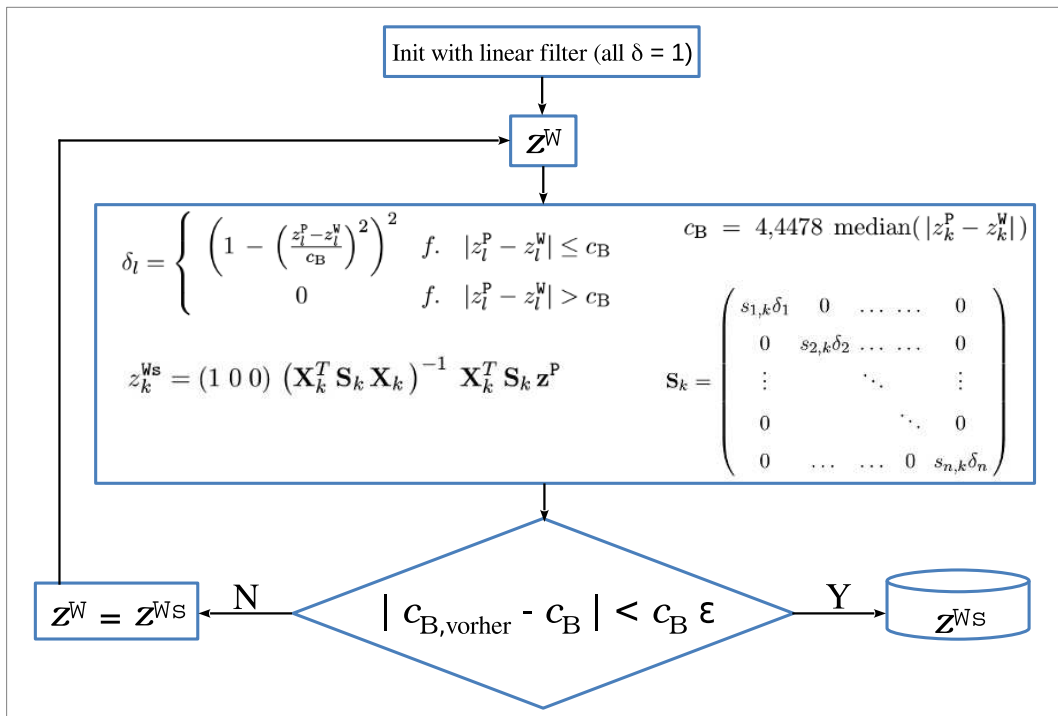 Init with linear filter (all δ = 1)
z^W
δ_l = { (1 − ((z_l^P − z_l^W)/c_B)^2)^2 f. |z_l^P − z_l^W| ≤ c_B
0 f. |z_l^P − z_l^W| > c_B
c_B = 4,4478 median( |z_k^P − z_k^W| )
z_k^Ws = (1 0 0) (X_k^T S_k X_k)^−1 X_k^T S_k z^P
S_k =
s_1,k δ_1 0 … … 0
0 s_2,k δ_2 … … 0
⋮ ⋱ ⋮
0 ⋱ 0
0 … … 0 s_n,k δ_n
| c_B,vorher - c_B | < c_B ε
N
Y
z^W = z^Ws
z^Ws